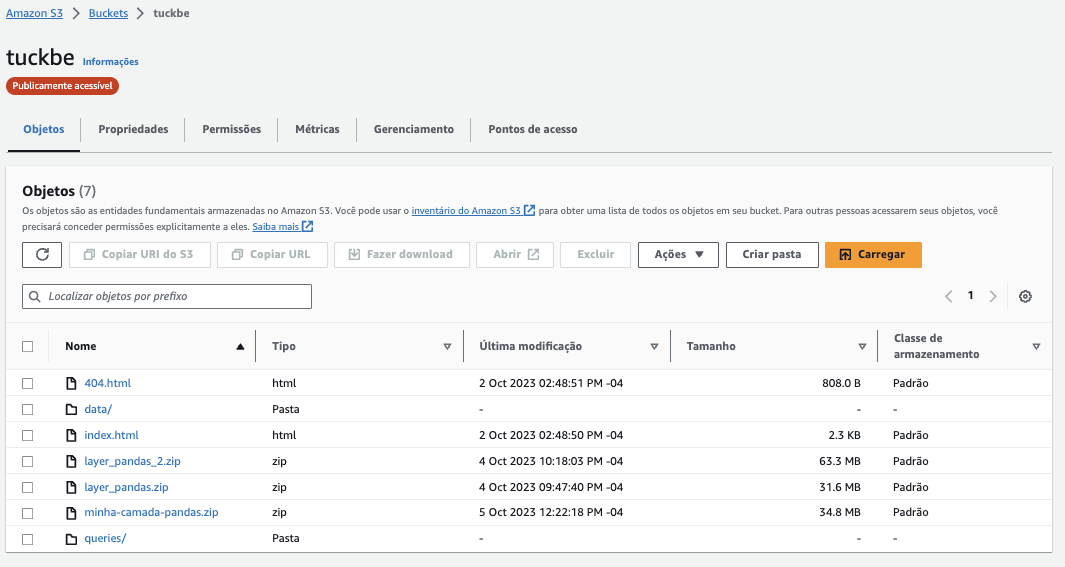 Amazon S3 > Buckets > tuckbe
tuckbe Informações
Publicamente acessível
Objetos Propriedades Permissões Métricas Gerenciamento Pontos de acesso
Objetos (7)
Os objetos são as entidades fundamentais armazenadas no Amazon S3. Você pode usar o inventário do Amazon S3 para obter uma lista de todos os objetos em seu bucket. Para outras pessoas acessarem seus objetos, você
precisará conceder permissões explicitamente a eles. Saiba mais
Copiar URI do S3 Copiar URL Fazer download Abrir Excluir Ações Criar pasta Carregar
Localizar objetos por prefixo 1
Nome Tipo Última modificação Tamanho Classe de
armazenamento
404.html html 2 Oct 2023 02:48:51 PM -04 808.0 B Padrão
data/ Pasta - - -
index.html html 2 Oct 2023 02:48:50 PM -04 2.3 KB Padrão
layer_pandas_2.zip zip 4 Oct 2023 10:18:03 PM -04 63.3 MB Padrão
layer_pandas.zip zip 4 Oct 2023 09:47:40 PM -04 31.6 MB Padrão
minha-camada-pandas.zip zip 5 Oct 2023 12:22:18 PM -04 34.8 MB Padrão
queries/ Pasta - - -